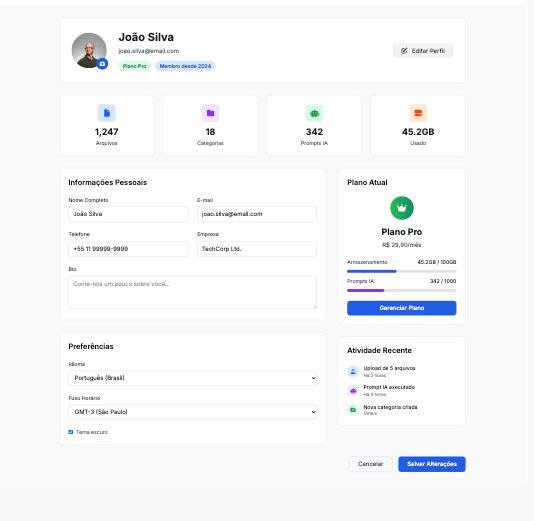 João Silva
joao.silva@email.com
Plano Pro
Membro desde 2024
Editar Perfil
1,247
Arquivos
18
Categorias
342
Prompts IA
45.2GB
Usado
Informações Pessoais
Nome Completo
E-mail
João Silva
joao.silva@email.com
Telefone
Empresa
+55 11 99999-9999
TechCorp Ltd.
Bio
Conte-nos um pouco sobre você...
Preferências
Idioma
Português (Brasil)
Fuso Horário
GMT-3 (São Paulo)
Tema escuro
Plano Atual
Plano Pro
R$ 29,90/mês
Armazenamento
45.2GB / 100GB
Prompts IA
342 / 1000
Gerenciar Plano
Atividade Recente
Upload de 5 arquivos
Há 2 horas
Prompt IA executado
Há 3 horas
Nova categoria criada
Ontem
Cancelar
Salvar Alterações